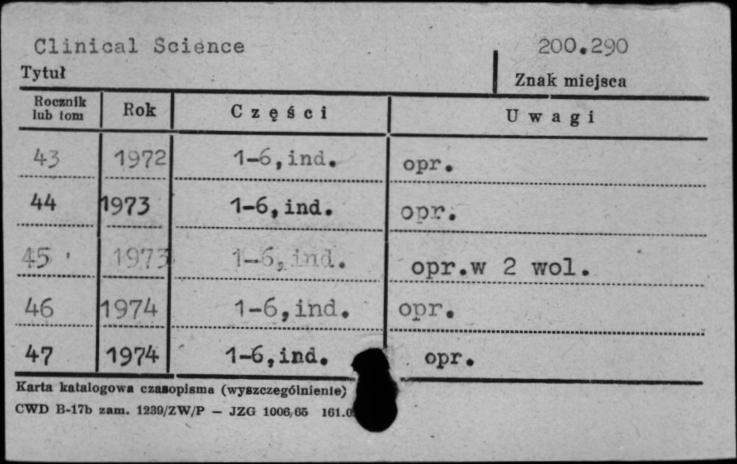 Clinical Science 200.290
Tytuł Znak miejsca
Rocznik lub tom Rok Części Uwagi
43 1972 1-6,ind. opr.
44 1973 1-6,ind. opr.
45 1973 1-6,ind. opr.w 2 wol.
46 1974 1-6,ind. opr.
47 1974 1-6,ind. opr.
Karta katalogowa czasopisma (wyszczególnienie)
CWD B-17b zam. 1239/ZW/P — JZG 1006,65